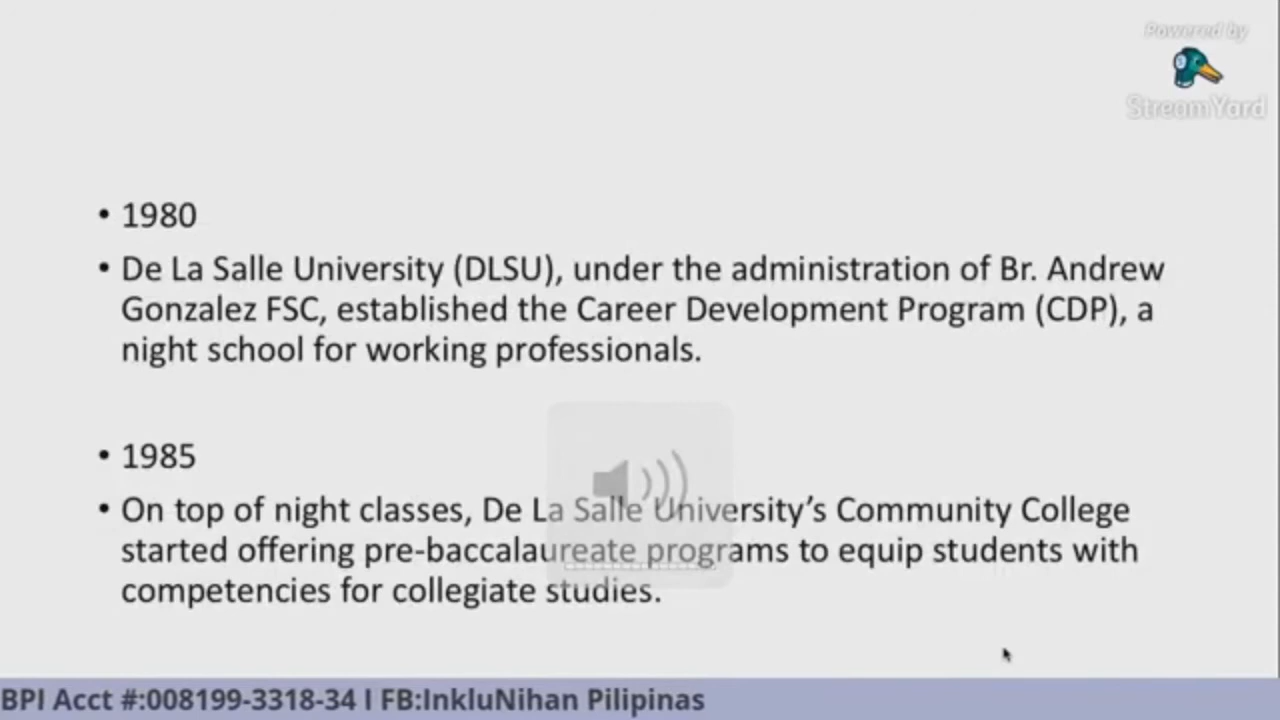 Powered by
StreamYard
• 1980
• De La Salle University (DLSU), under the administration of Br. Andrew
Gonzalez FSC, established the Career Development Program (CDP), a
night school for working professionals.
• 1985
• On top of night classes, De La Salle University’s Community College
started offering pre-baccalaureate programs to equip students with
competencies for collegiate studies.
BPI Acct #:008199-3318-34 I FB:InkluNihan Pilipinas